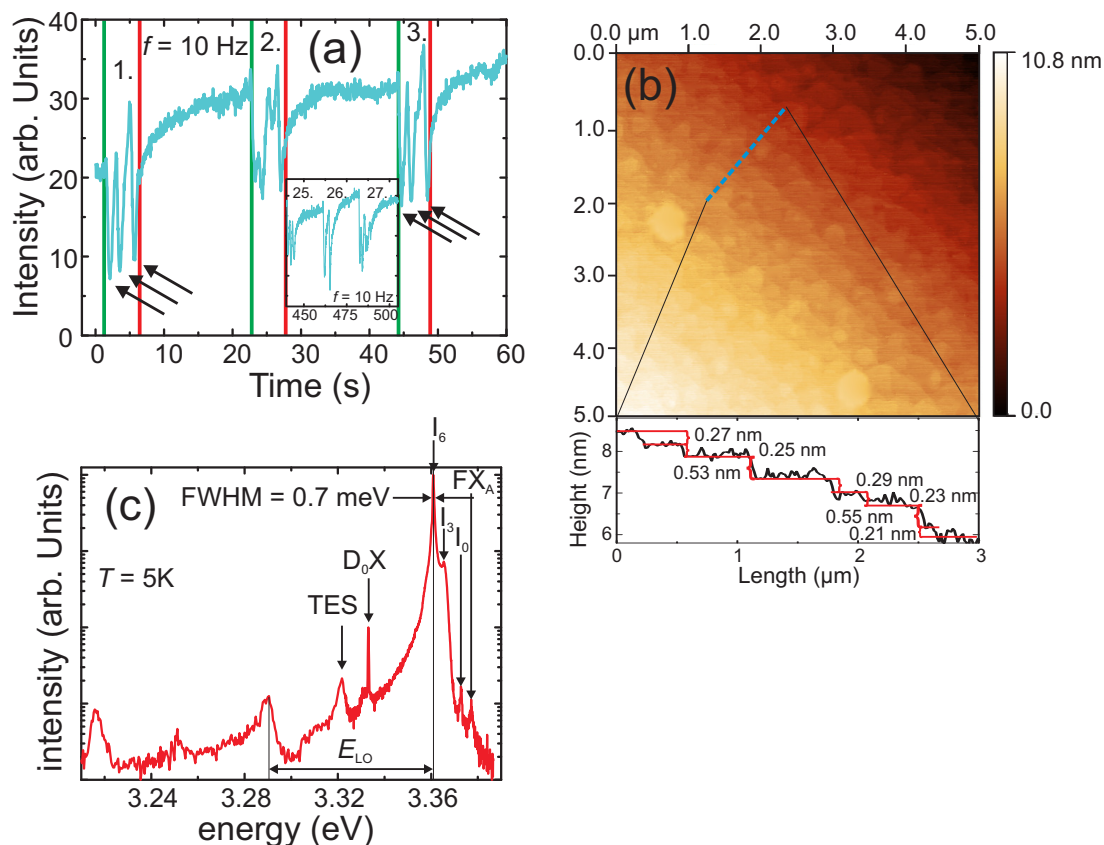 (a)
f = 10 Hz
1.
2.
3.
Intensity (arb. Units)
40
30
20
10
0
0
10
20
30
40
50
60
Time (s)
25.
26.
27.
f = 10 Hz
450
475
500
(b)
0.0 µm
1.0
2.0
3.0
4.0
5.0
0.0
1.0
2.0
3.0
4.0
5.0
10.8 nm
0.0
Height (nm)
8
7
6
0.27 nm
0.25 nm
0.53 nm
0.29 nm
0.23 nm
0.55 nm
0.21 nm
0
1
2
3
Length (µm)
(c)
I₆
FWHM = 0.7 meV
FX_A
I³
I₀
T = 5K
D₀X
TES
E_LO
intensity (arb. Units)
3.24
3.28
3.32
3.36
energy (eV)